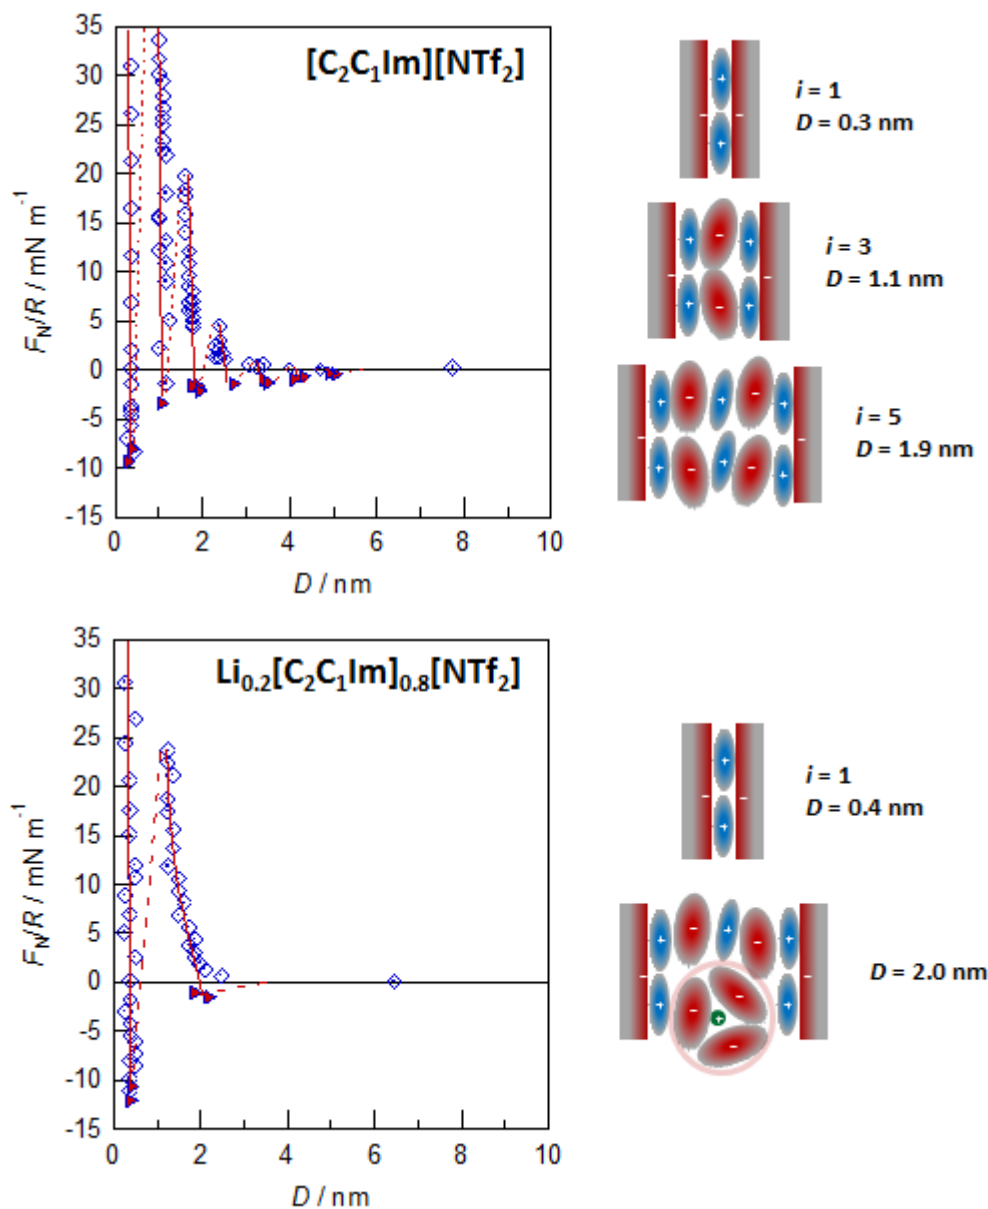 [C₂C₁Im][NTf₂]
35
30
25
20
15
10
5
0
-5
-10
-15
F_N/R / mN m⁻¹
0 2 4 6 8 10
D / nm
i = 1
D = 0.3 nm
i = 3
D = 1.1 nm
i = 5
D = 1.9 nm
Li₀.₂[C₂C₁Im]₀.₈[NTf₂]
35
30
25
20
15
10
5
0
-5
-10
-15
F_N/R / mN m⁻¹
0 2 4 6 8 10
D / nm
i = 1
D = 0.4 nm
D = 2.0 nm